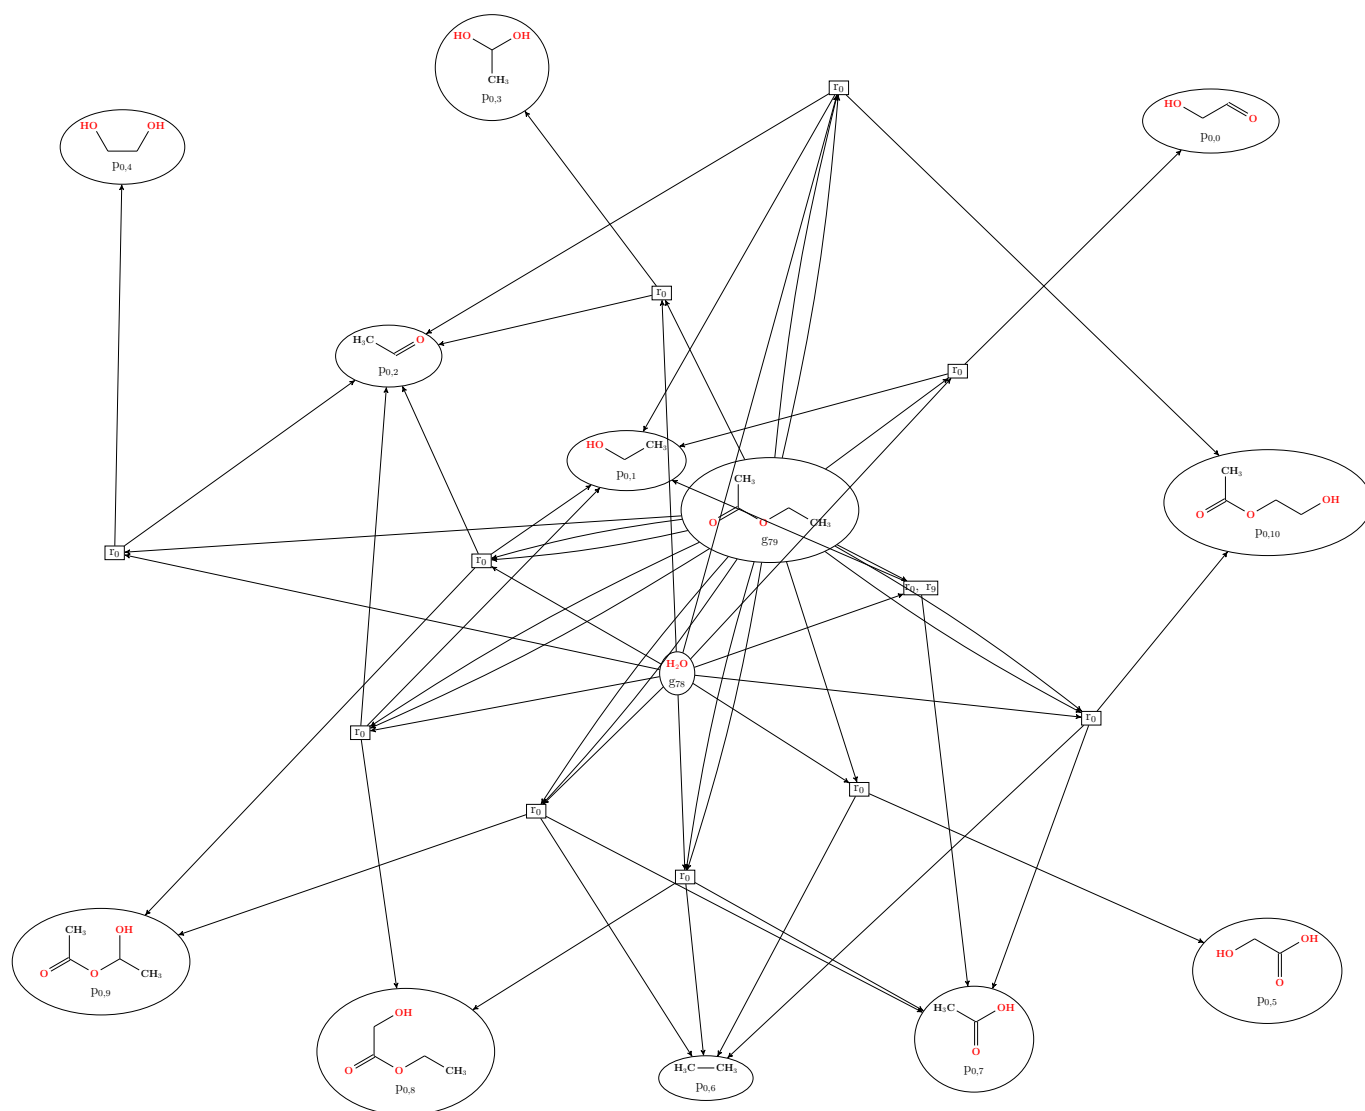 HO OH
CH₃
p₀,₃
r₀
HO
O
p₀,₀
HO OH
p₀,₄
r₀
H₃C O
p₀,₂
r₀
HO CH₃
p₀,₁
CH₃
O O CH₃
g₇₉
CH₃
OH
O O
p₀,₁₀
r₀
r₀
r₀, r₉
H₂O
g₇₈
r₀
r₀
r₀
r₀
r₀
CH₃ OH
O O CH₃
p₀,₉
OH
HO
O
p₀,₅
OH
O O CH₃
p₀,₈
H₃C OH
O
p₀,₇
H₃C CH₃
p₀,₆